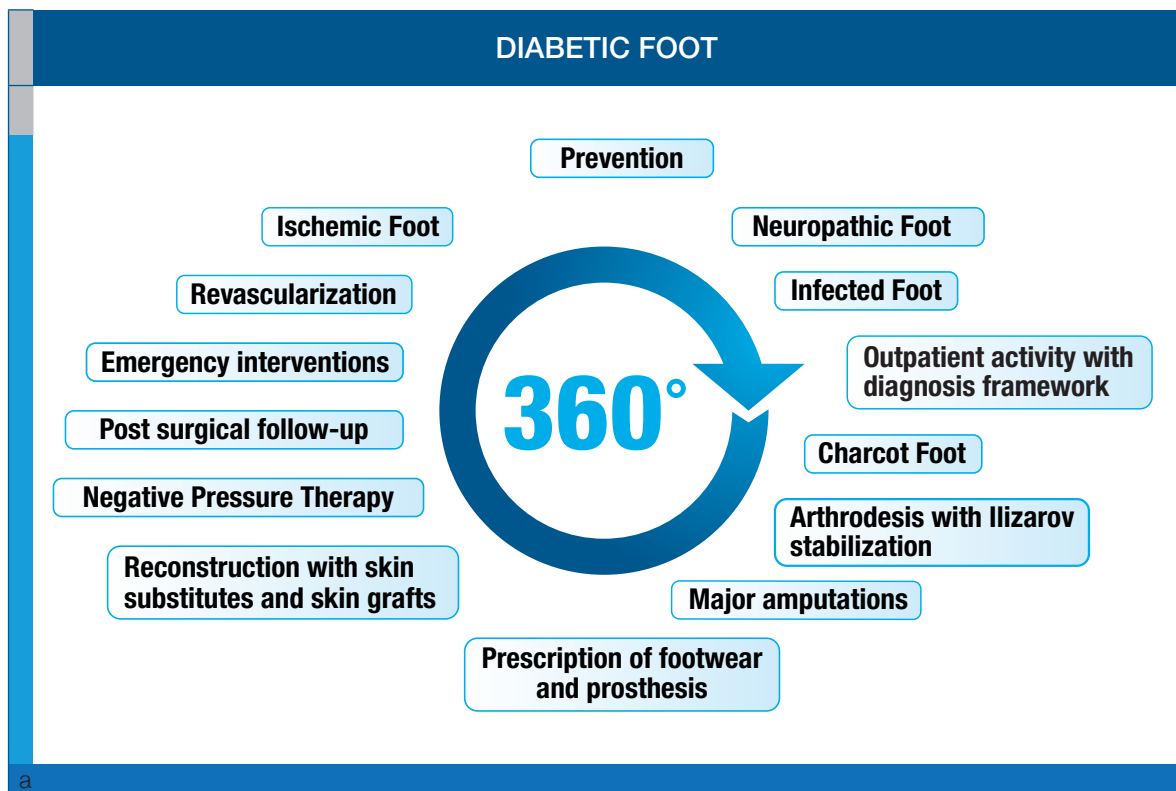 DIABETIC FOOT
Prevention
Ischemic Foot
Neuropathic Foot
Revascularization
Infected Foot
Emergency interventions
Outpatient activity with
diagnosis framework
360°
Post surgical follow-up
Charcot Foot
Negative Pressure Therapy
Arthrodesis with Ilizarov
stabilization
Reconstruction with skin
substitutes and skin grafts
Major amputations
Prescription of footwear
and prosthesis
a